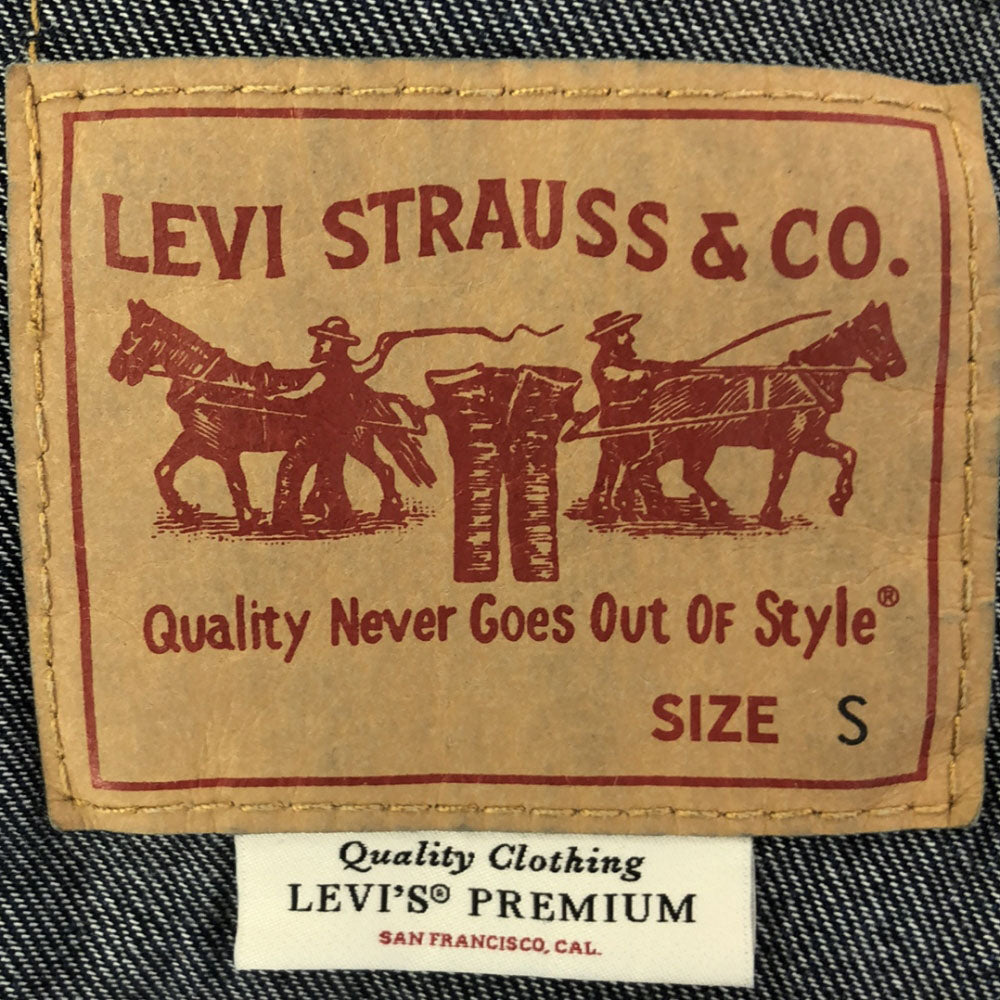 LEVI STRAUSS & CO.
Quality Never Goes Out Of Style®
SIZE S
Quality Clothing
LEVI'S® PREMIUM
SAN FRANCISCO, CAL.